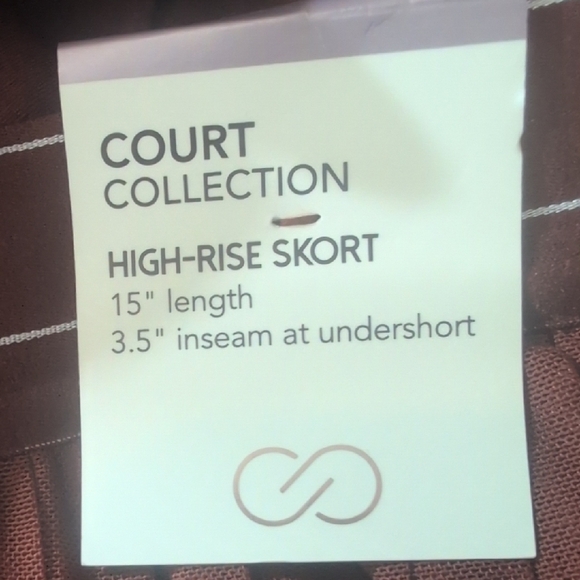 COURT
COLLECTION
HIGH-RISE SKORT
15" length
3.5" inseam at undershort